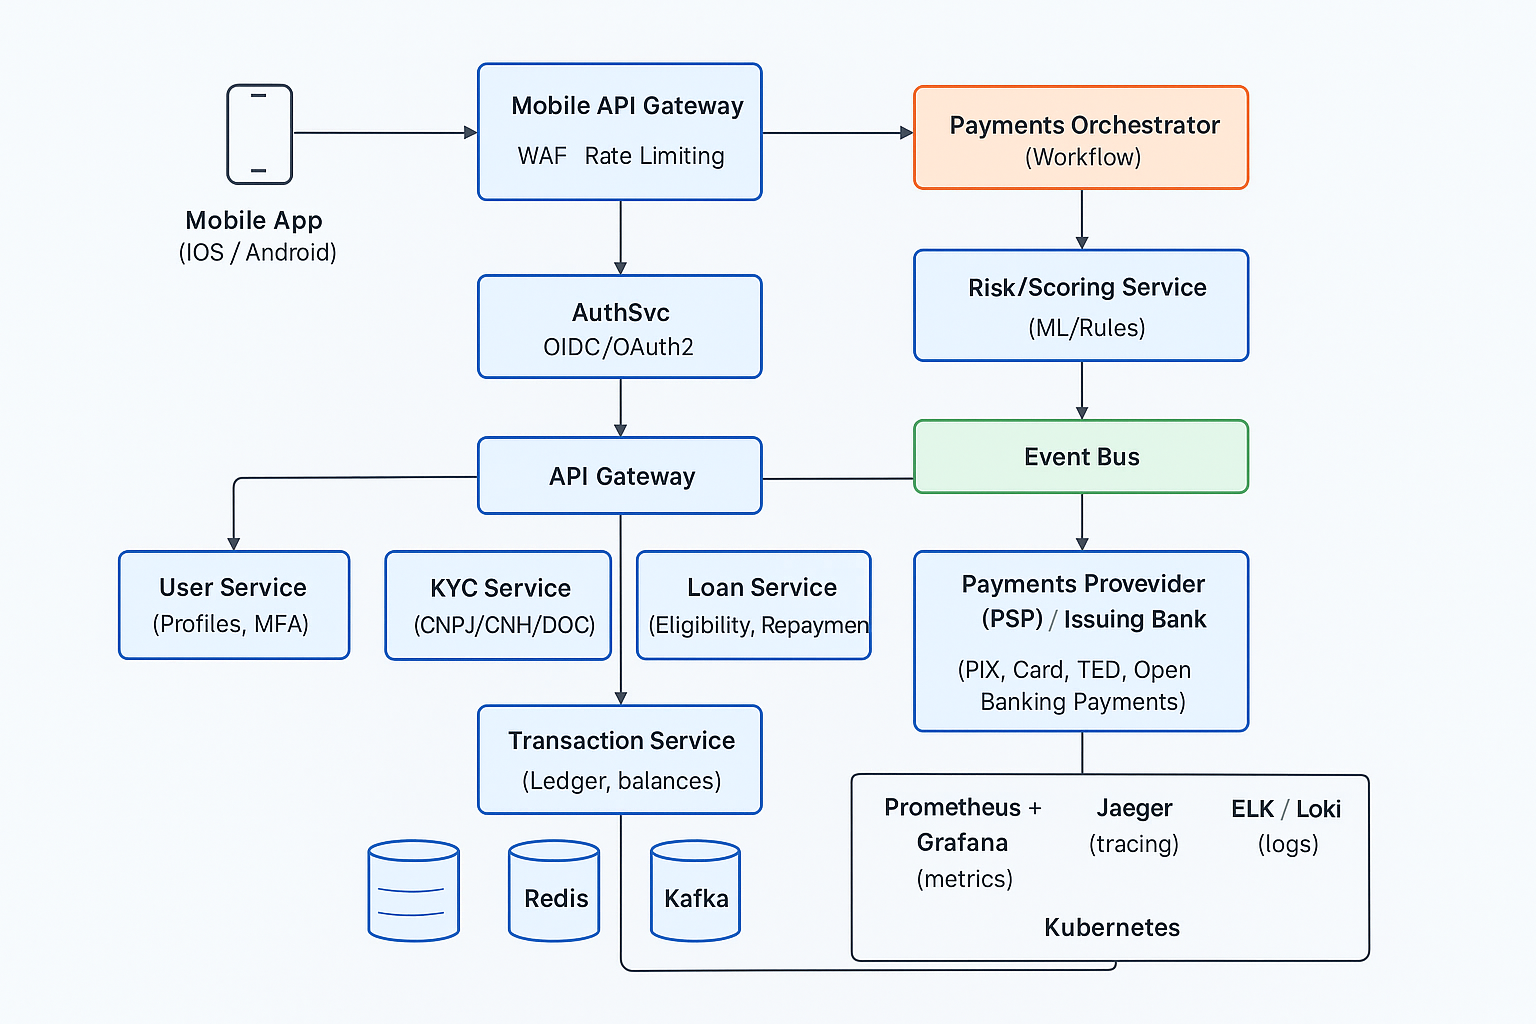 Mobile API Gateway
WAF Rate Limiting
Payments Orchestrator
(Workflow)
Mobile App
(IOS / Android)
AuthSvc
OIDC/OAuth2
Risk/Scoring Service
(ML/Rules)
API Gateway
Event Bus
User Service
(Profiles, MFA)
KYC Service
(CNPJ/CNH/DOC)
Loan Service
(Eligibility, Repaymen
Payments Provevider
(PSP) / Issuing Bank
(PIX, Card, TED, Open
Banking Payments)
Transaction Service
(Ledger, balances)
Redis
Kafka
Prometheus +
Grafana
(metrics)
Jaeger
(tracing)
ELK / Loki
(logs)
Kubernetes